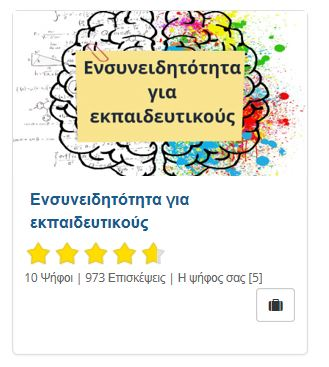 Ενσυνειδητότητα
για
εκπαιδευτικούς
Ενσυνειδητότητα για
εκπαιδευτικούς
10 Ψήφοι | 973 Επισκέψεις | Η ψήφος σας [5]